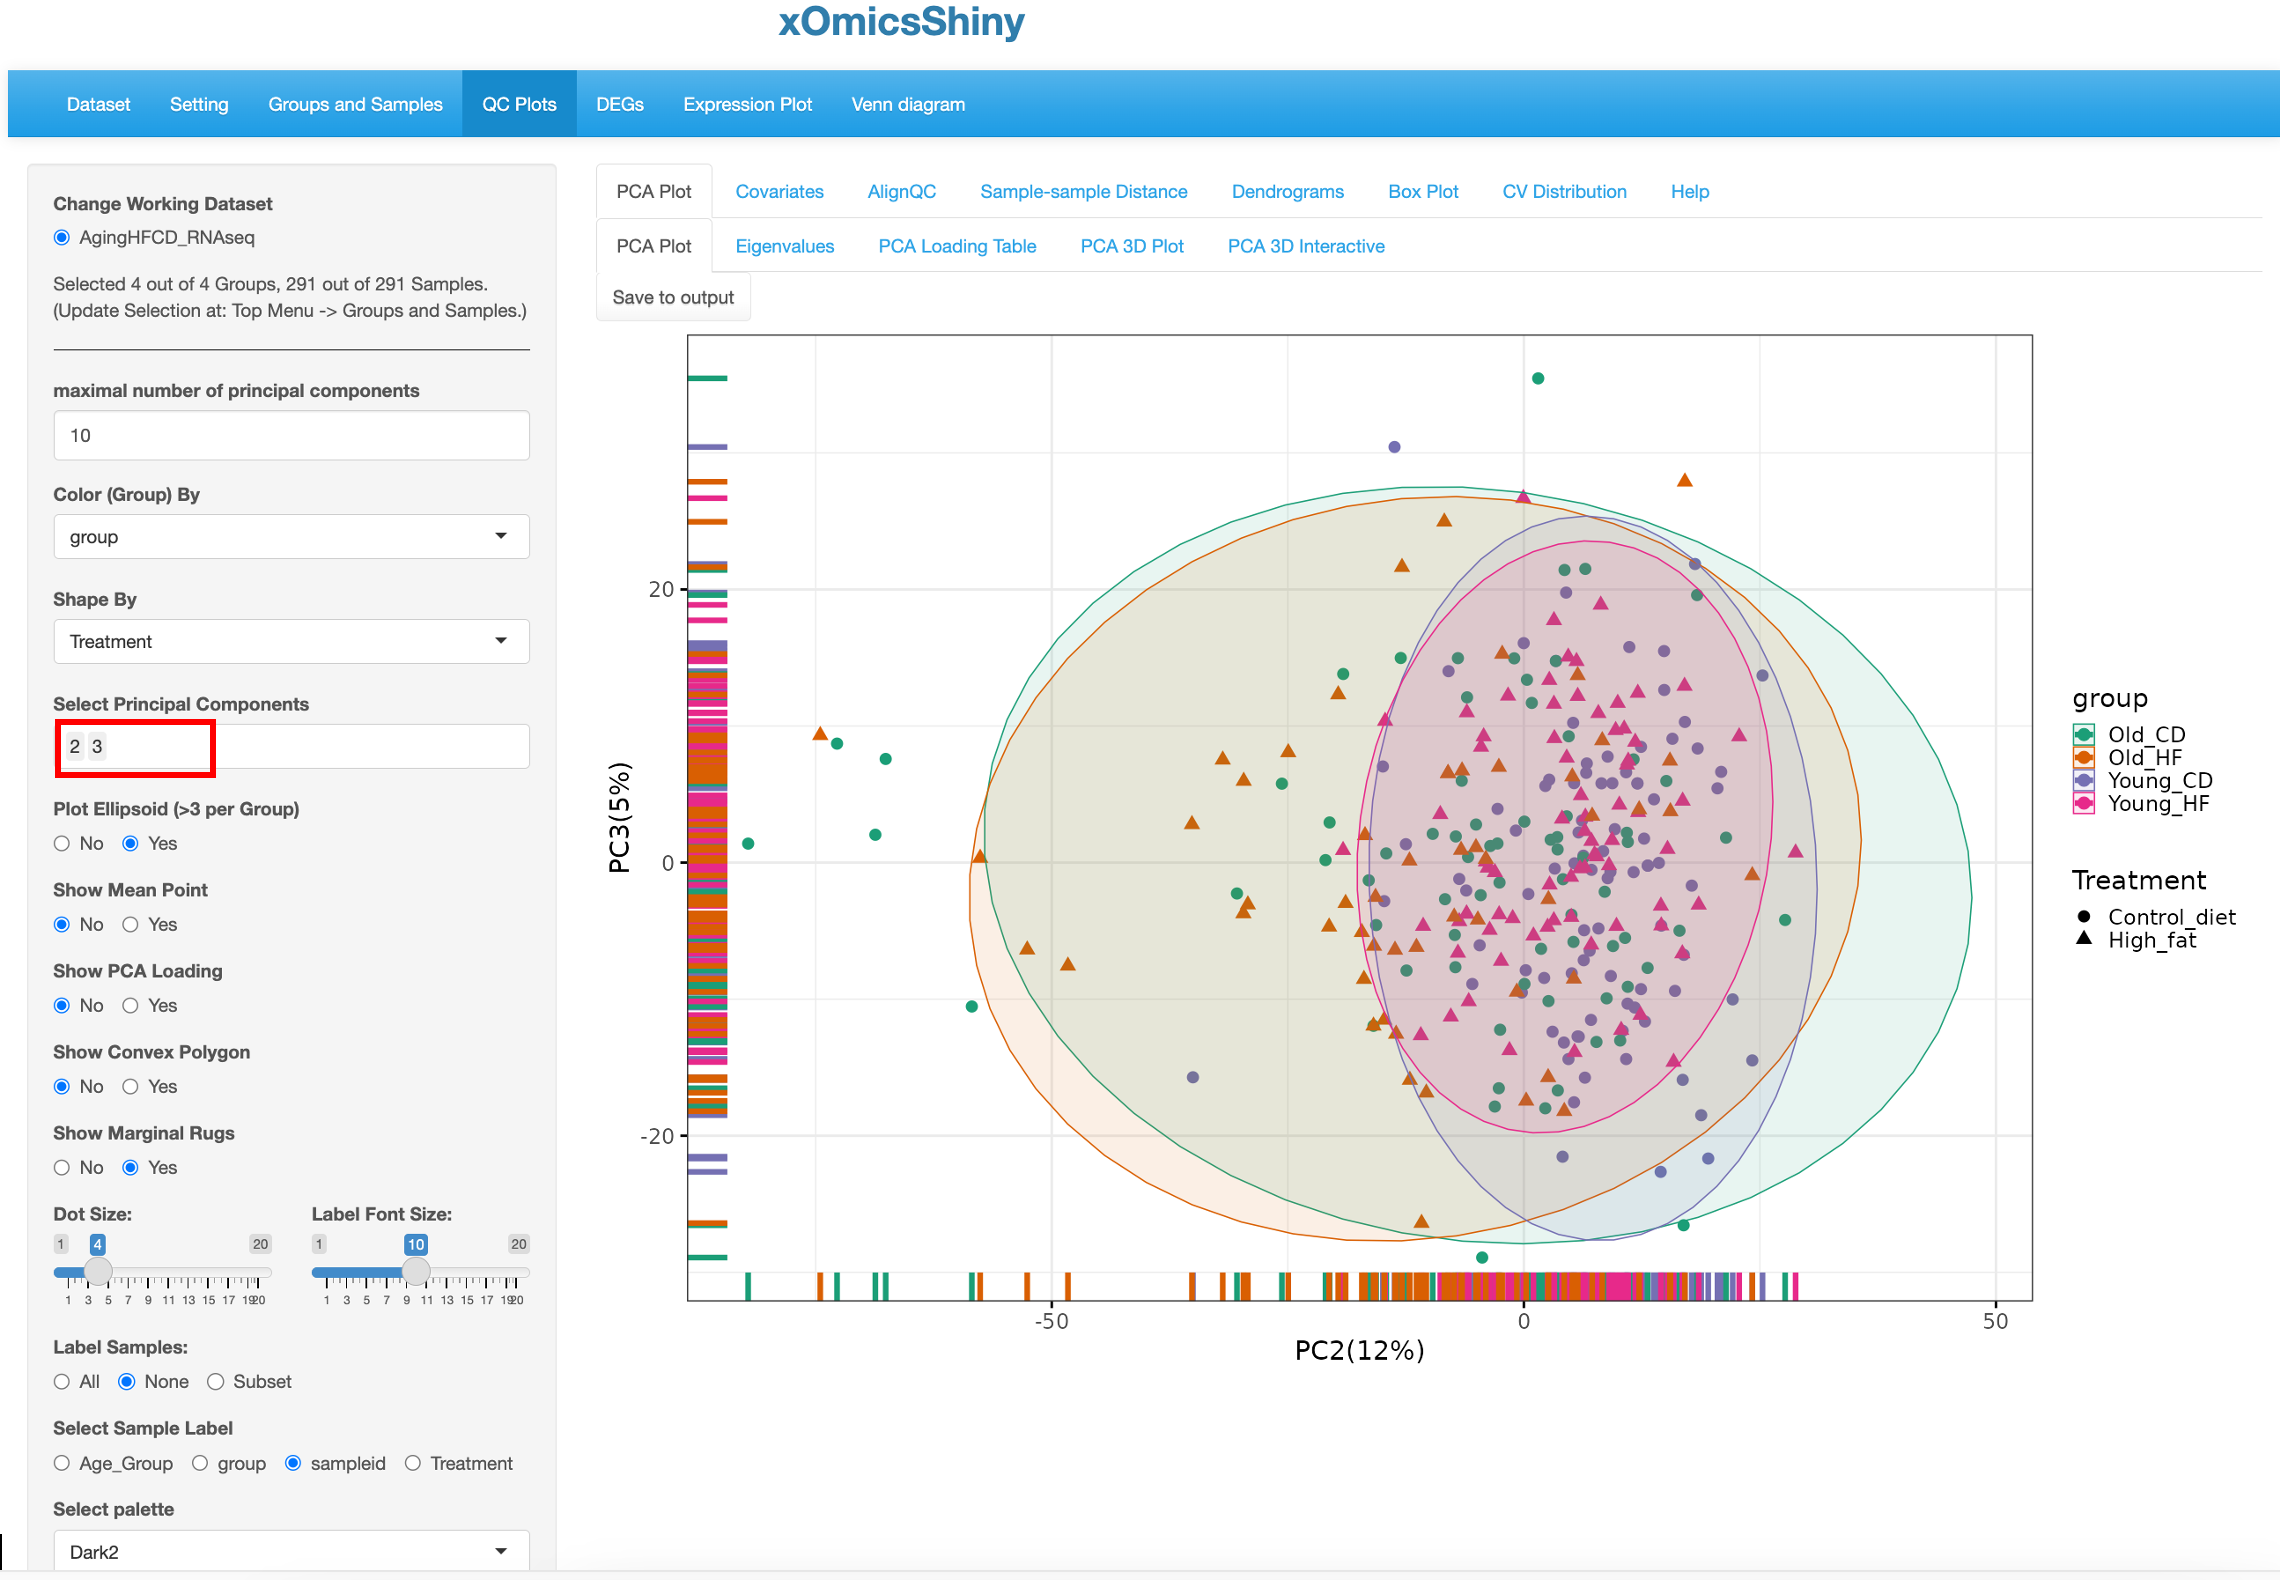 xOmicsShiny
Dataset Setting Groups and Samples QC Plots DEGs Expression Plot Venn diagram
Change Working Dataset
AgingHFCD_RNAseq
Selected 4 out of 4 Groups, 291 out of 291 Samples.
(Update Selection at: Top Menu -> Groups and Samples.)
maximal number of principal components
10
Color (Group) By
group
Shape By
Treatment
Select Principal Components
2 3
Plot Ellipsoid (>3 per Group)
No Yes
Show Mean Point
No Yes
Show PCA Loading
No Yes
Show Convex Polygon
No Yes
Show Marginal Rugs
No Yes
Dot Size: Label Font Size:
1 4 20 1 10 20
1 3 5 7 9 11 13 15 17 19 20 1 3 5 7 9 11 13 15 17 19 20
Label Samples:
All None Subset
Select Sample Label
Age_Group group sampleid Treatment
Select palette
Dark2
PCA Plot Covariates AlignQC Sample-sample Distance Dendrograms Box Plot CV Distribution Help
PCA Plot Eigenvalues PCA Loading Table PCA 3D Plot PCA 3D Interactive
Save to output
PC3(5%)
20
0
-20
-50 0 50
PC2(12%)
group
Old_CD
Old_HF
Young_CD
Young_HF
Treatment
Control_diet
High_fat